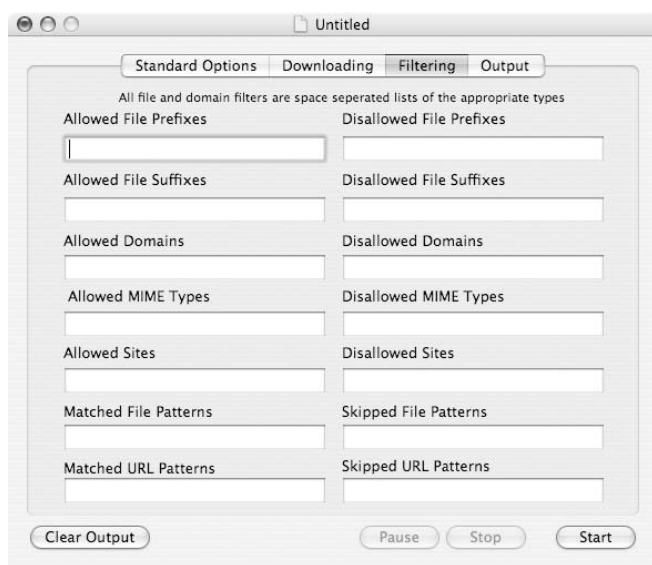 Untitled
Standard Options Downloading Filtering Output
All file and domain filters are space seperated lists of the appropriate types
Allowed File Prefixes Disallowed File Prefixes
Allowed File Suffixes Disallowed File Suffixes
Allowed Domains Disallowed Domains
Allowed MIME Types Disallowed MIME Types
Allowed Sites Disallowed Sites
Matched File Patterns Skipped File Patterns
Matched URL Patterns Skipped URL Patterns
Clear Output Pause Stop Start